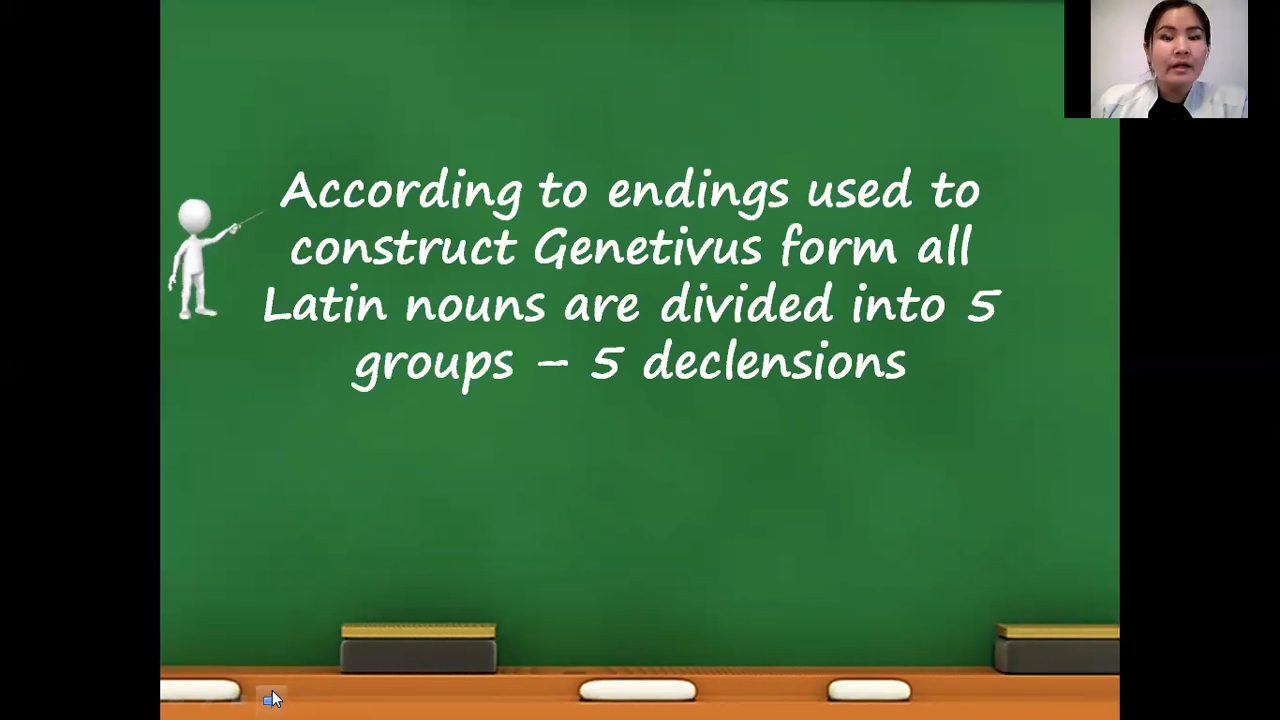 According to endings used to
construct Genetivus form all
Latin nouns are divided into 5
groups – 5 declensions